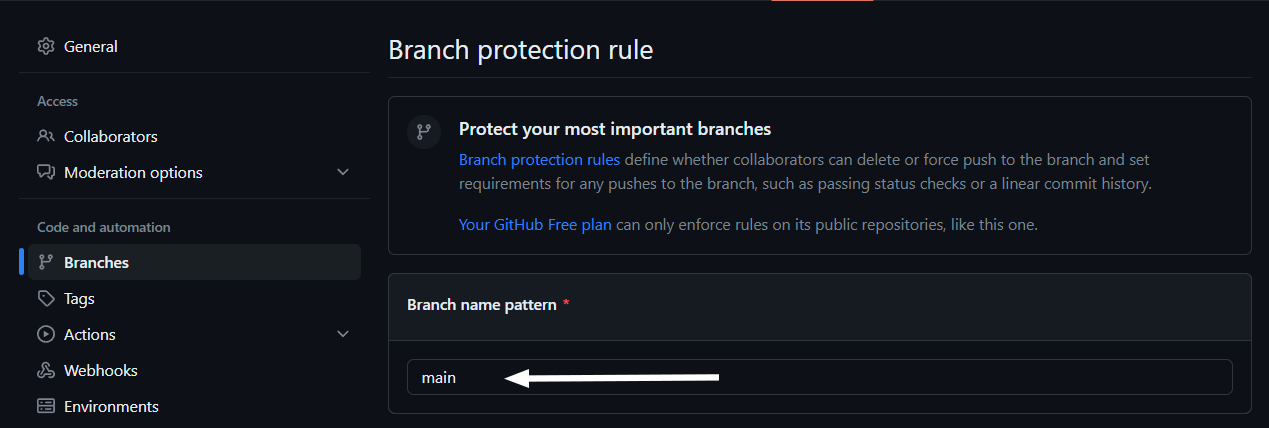 General
Access
Collaborators
Moderation options
Code and automation
Branches
Tags
Actions
Webhooks
Environments
Branch protection rule
Protect your most important branches
Branch protection rules define whether collaborators can delete or force push to the branch and set
requirements for any pushes to the branch, such as passing status checks or a linear commit history.
Your GitHub Free plan can only enforce rules on its public repositories, like this one.
Branch name pattern *
main